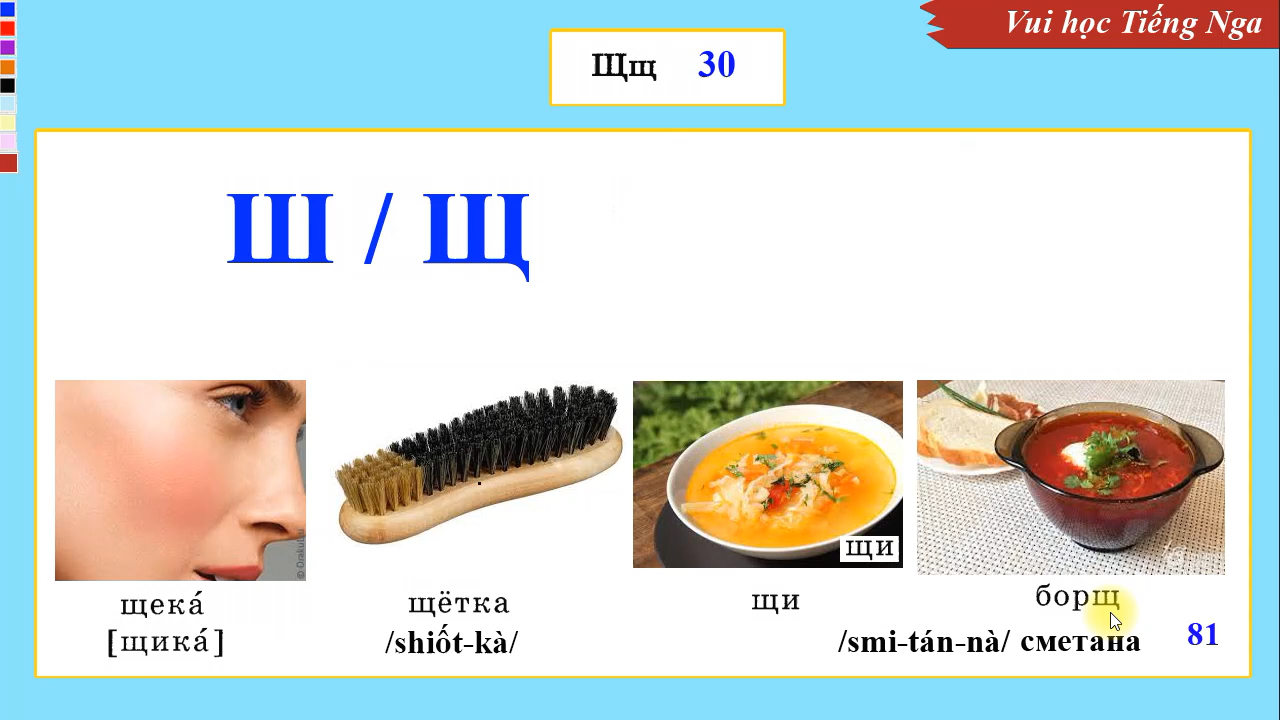 Vui học Tiếng Nga
Щщ 30
Ш / Щ
щи
щека́
[щика́]
щётка
/shiốt-kà/
щи
борщ
/smi-tán-nà/ сметана
81